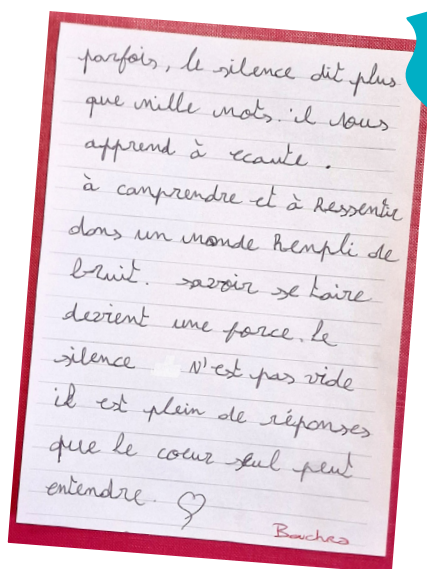 parfois, le silence dit plus
que mille mots. il nous
apprend à ecoute.
à comprendre et à Ressentir
dans un monde Rempli de
bruit. savoir se taire
devient une force. le
silence N'est pas vide
il est plein de réponses
que le cœur seul peut
entendre.
Bouchra